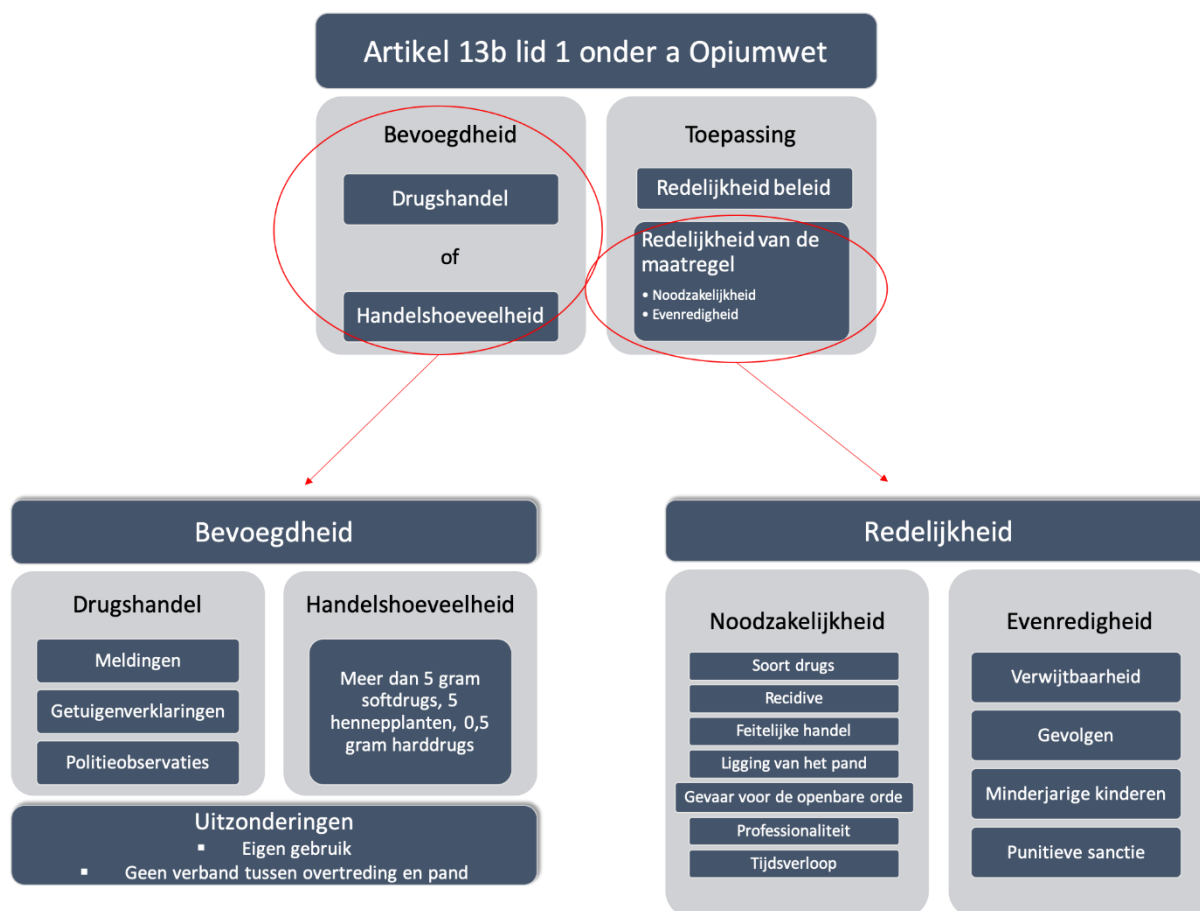 Artikel 13b lid 1 onder a Opiumwet
Bevoegdheid
Drugshandel
of
Handelshoeveelheid
Toepassing
Redelijkheid beleid
Redelijkheid van de
maatregel
• Noodzakelijkheid
• Evenredigheid
Bevoegdheid
Drugshandel
Meldingen
Getuigenverklaringen
Politieobservaties
Handelshoeveelheid
Meer dan 5 gram
softdrugs, 5
hennepplanten, 0,5
gram harddrugs
Uitzonderingen
▪ Eigen gebruik
▪ Geen verband tussen overtreding en pand
Redelijkheid
Noodzakelijkheid
Soort drugs
Recidive
Feitelijke handel
Ligging van het pand
Gevaar voor de openbare orde
Professionaliteit
Tijdsverloop
Evenredigheid
Verwijtbaarheid
Gevolgen
Minderjarige kinderen
Punitieve sanctie